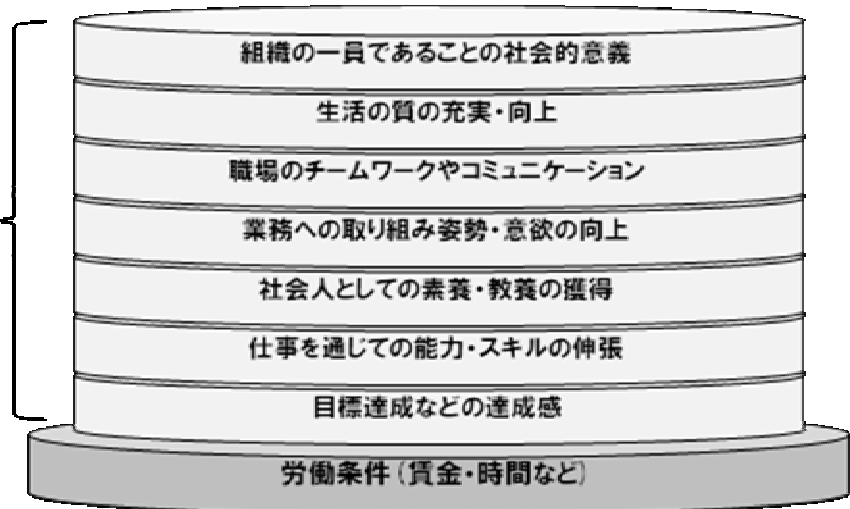 組織の一員であることの社会的意義
生活の質の充実・向上
職場のチームワークやコミュニケーション
業務への取り組み姿勢・意欲の向上
社会人としての素養・教養の獲得
仕事を通じての能力・スキルの伸張
目標達成などの達成感
労働条件(賃金・時間など)